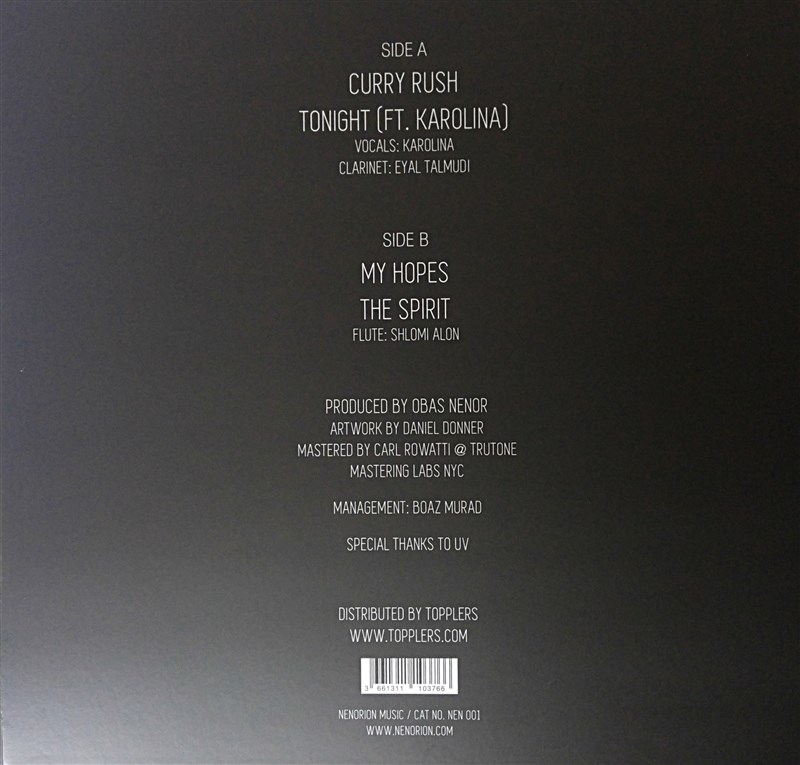 SIDE A
CURRY RUSH
TONIGHT (FT. KAROLINA)
VOCALS: KAROLINA
CLARINET: EYAL TALMUDI
SIDE B
MY HOPES
THE SPIRIT
FLUTE: SHLOMI ALON
PRODUCED BY OBAS NENOR
ARTWORK BY DANIEL DONNER
MASTERED BY CARL ROWATTI @ TRUTONE
MASTERING LABS NYC
MANAGEMENT: BOAZ MURAD
SPECIAL THANKS TO UV
DISTRIBUTED BY TOPPLERS
WWW.TOPPLERS.COM
3 661311 103766
NENORION MUSIC / CAT NO. NEN 001
WWW.NENORION.COM